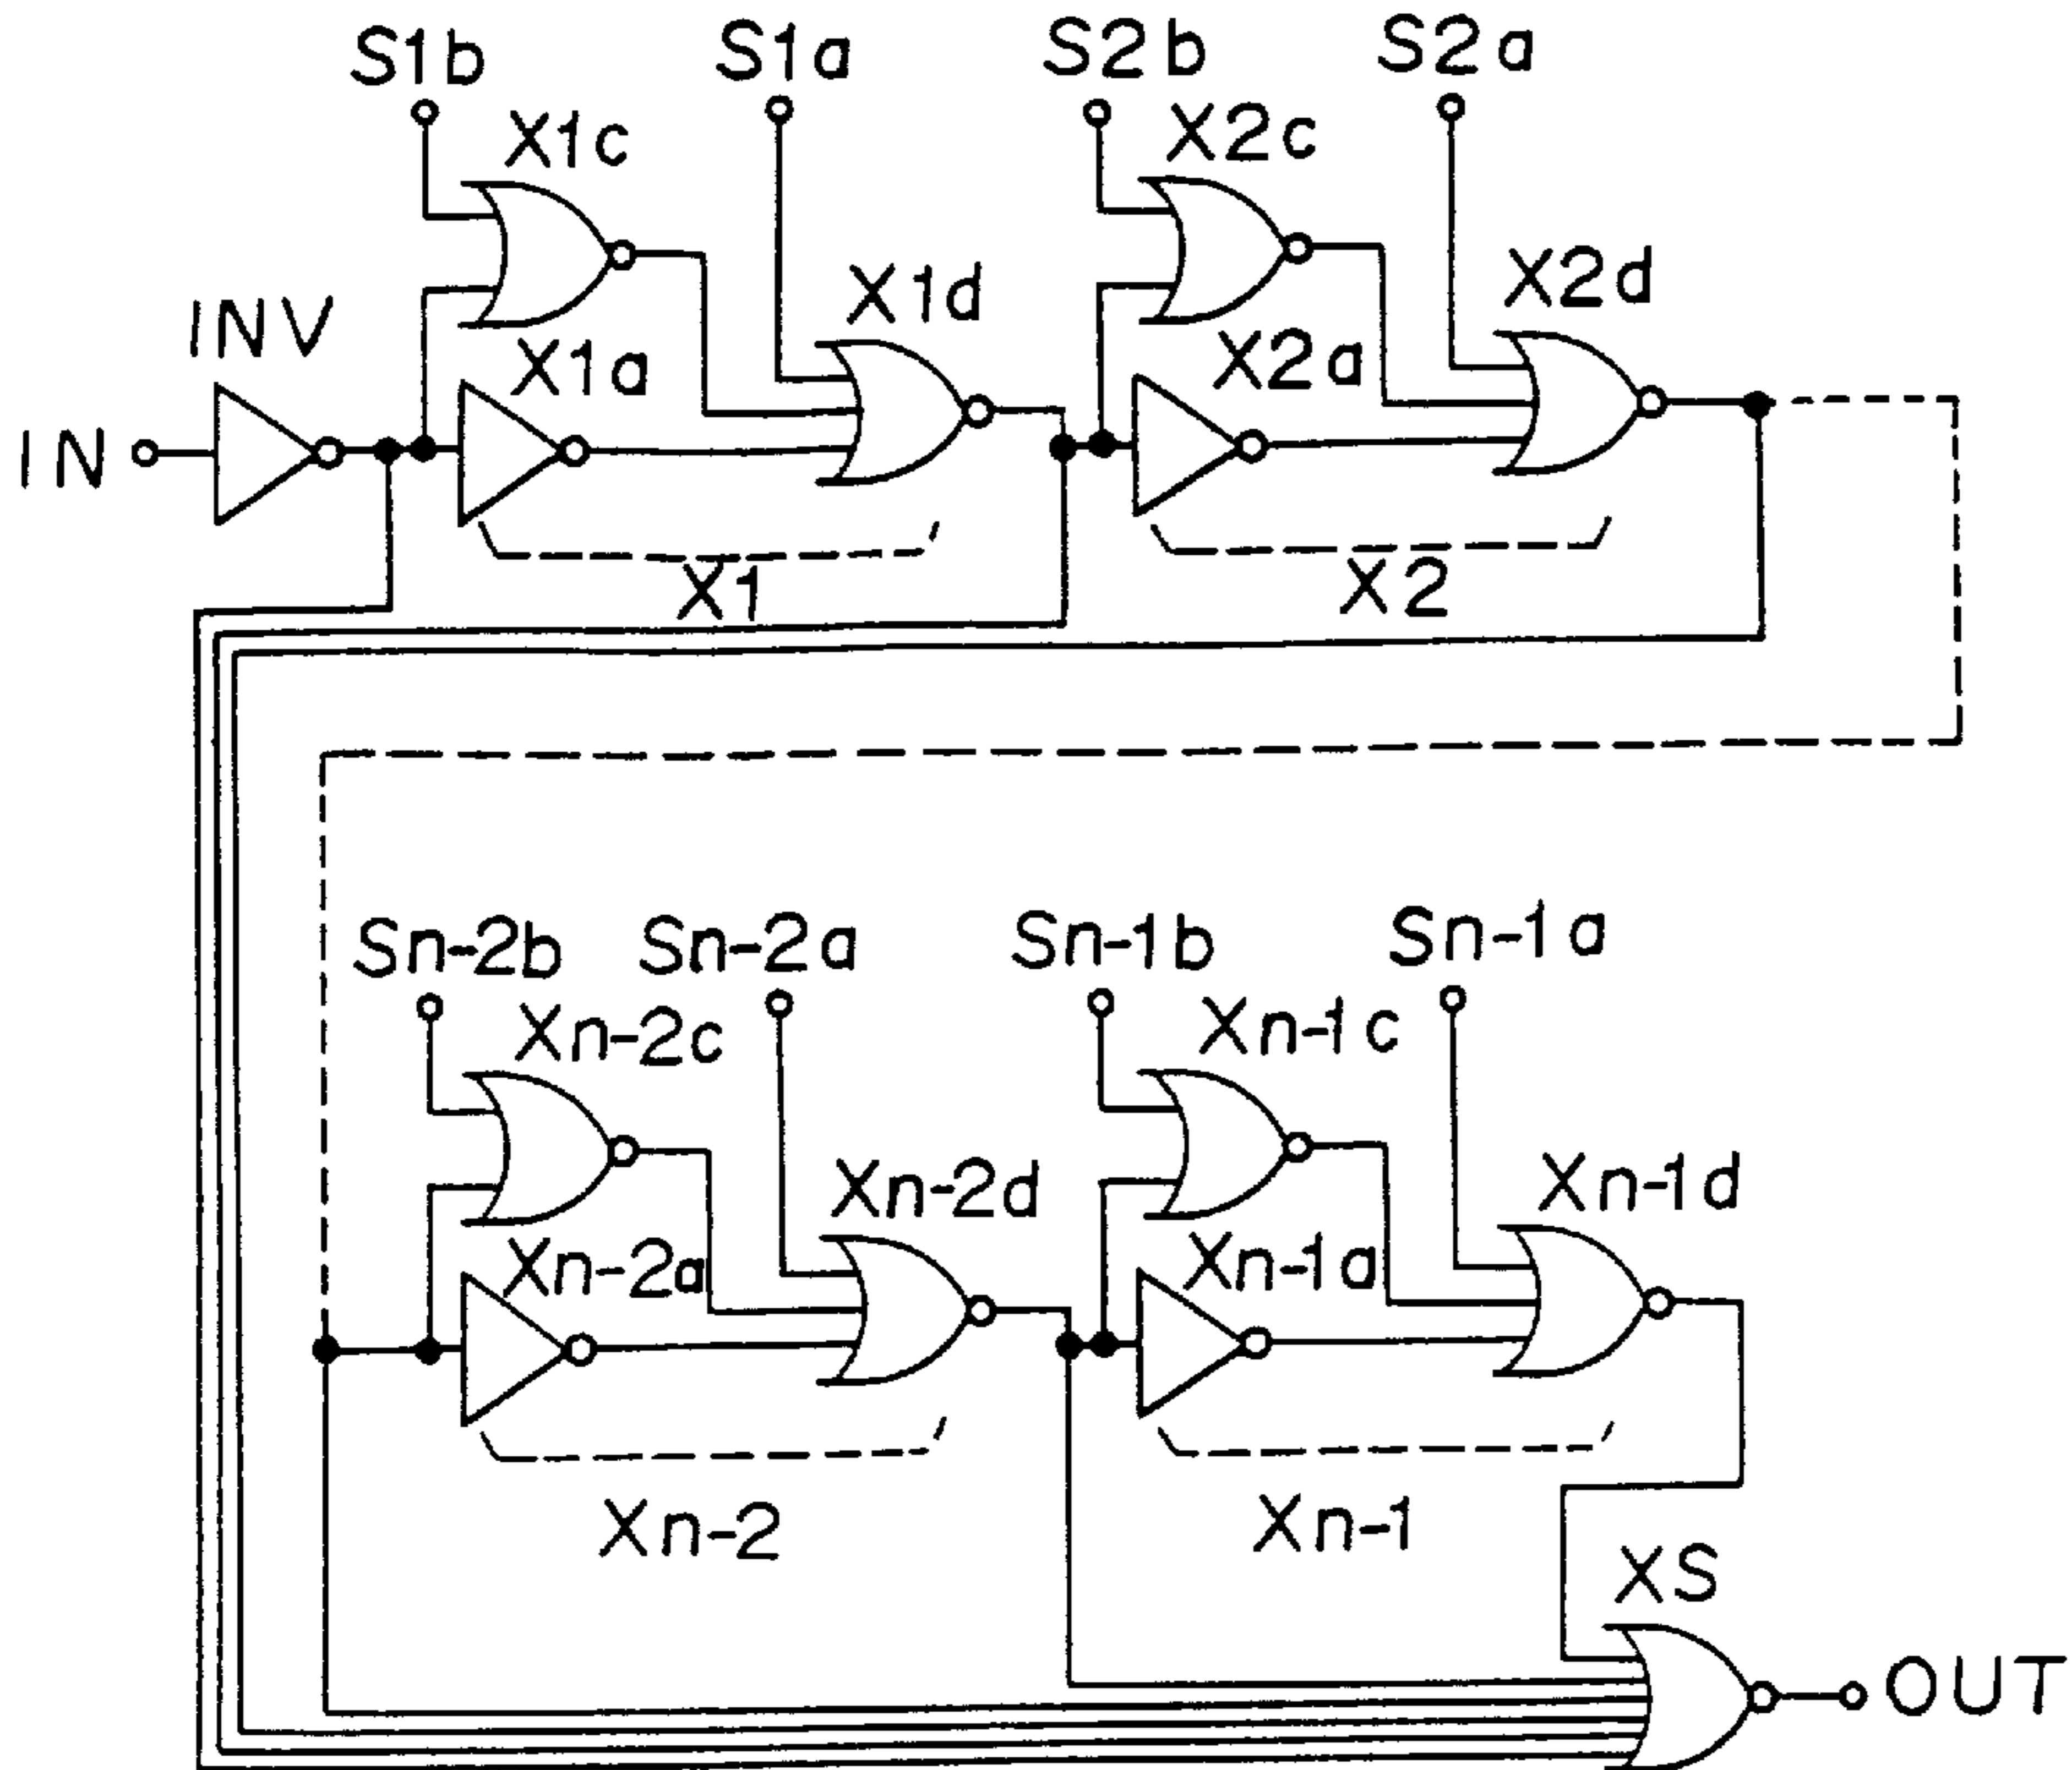 S1b S1a S2b S2a
X1c X2c
X1d X2d
INV X1a X2a
IN
X1 X2
Sn-2b Sn-2a Sn-1b Sn-1a
Xn-2c Xn-1c
Xn-2d Xn-1d
Xn-2a Xn-1a
Xn-2 Xn-1
XS
OUT